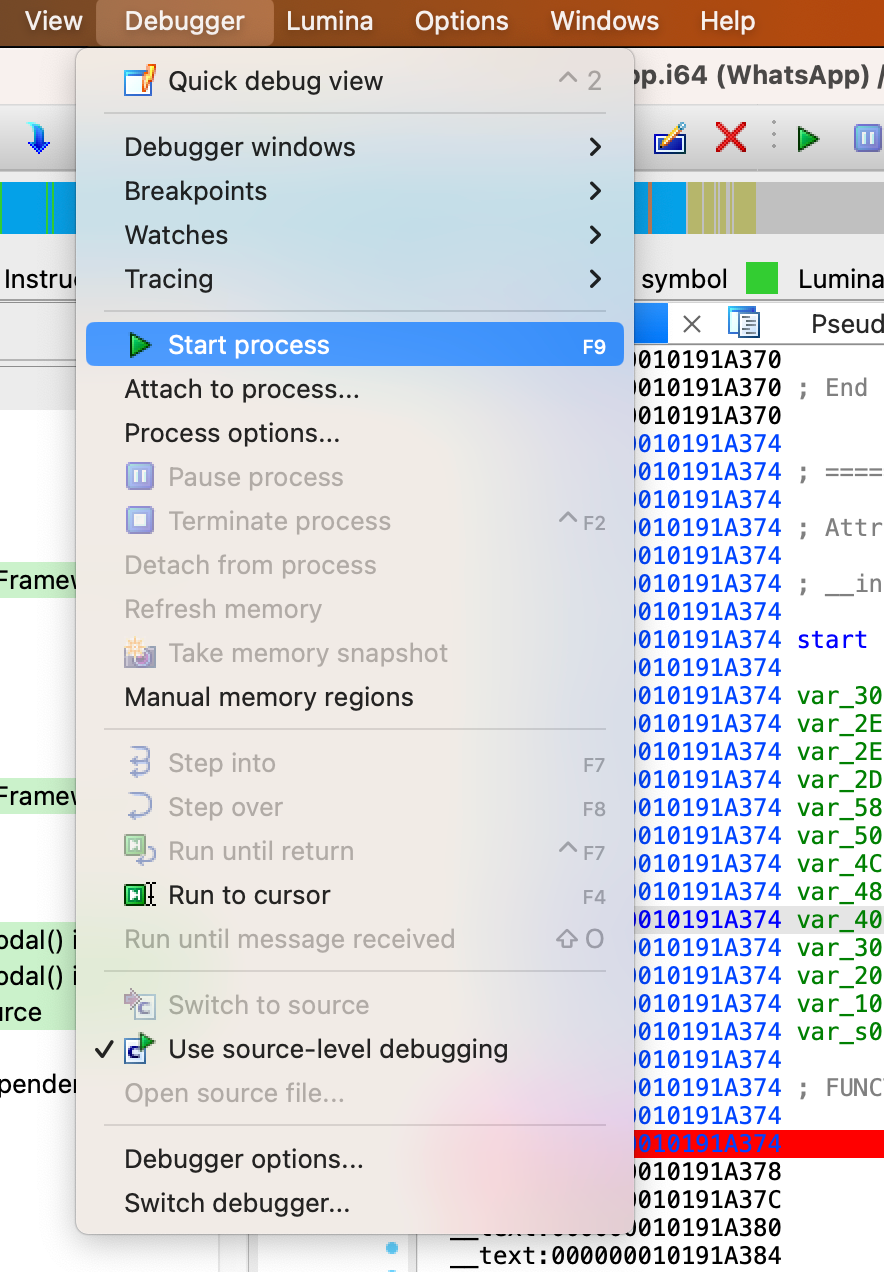 View Debugger Lumina Options Windows Help
Quick debug view ^ 2
pp.i64 (WhatsApp) /
Debugger windows
Breakpoints
Watches
Tracing
Instru
symbol Lumina
Start process F9
Pseud
Attach to process...
Process options...
Pause process
Terminate process ^ F2
Detach from process
Refresh memory
Take memory snapshot
Manual memory regions
Step into F7
Step over F8
Run until return ^ F7
Run to cursor F4
Run until message received ⇧ O
Switch to source
✓ Use source-level debugging
Open source file...
Debugger options...
Switch debugger...
Framew
Framew
odal() i
odal() i
urce
penden
0010191A370
0010191A370 ; End
0010191A370
0010191A374
0010191A374 ; ====
0010191A374
0010191A374 ; Attr
0010191A374
0010191A374 ; __in
0010191A374
0010191A374 start
0010191A374
0010191A374 var_30
0010191A374 var_2E
0010191A374 var_2E
0010191A374 var_2D
0010191A374 var_58
0010191A374 var_50
0010191A374 var_4C
0010191A374 var_48
0010191A374 var_40
0010191A374 var_30
0010191A374 var_20
0010191A374 var_10
0010191A374 var_s0
0010191A374
0010191A374 ; FUNC
0010191A374
0010191A374
0010191A378
0010191A37C
__text:000000010191A380
__text:000000010191A384